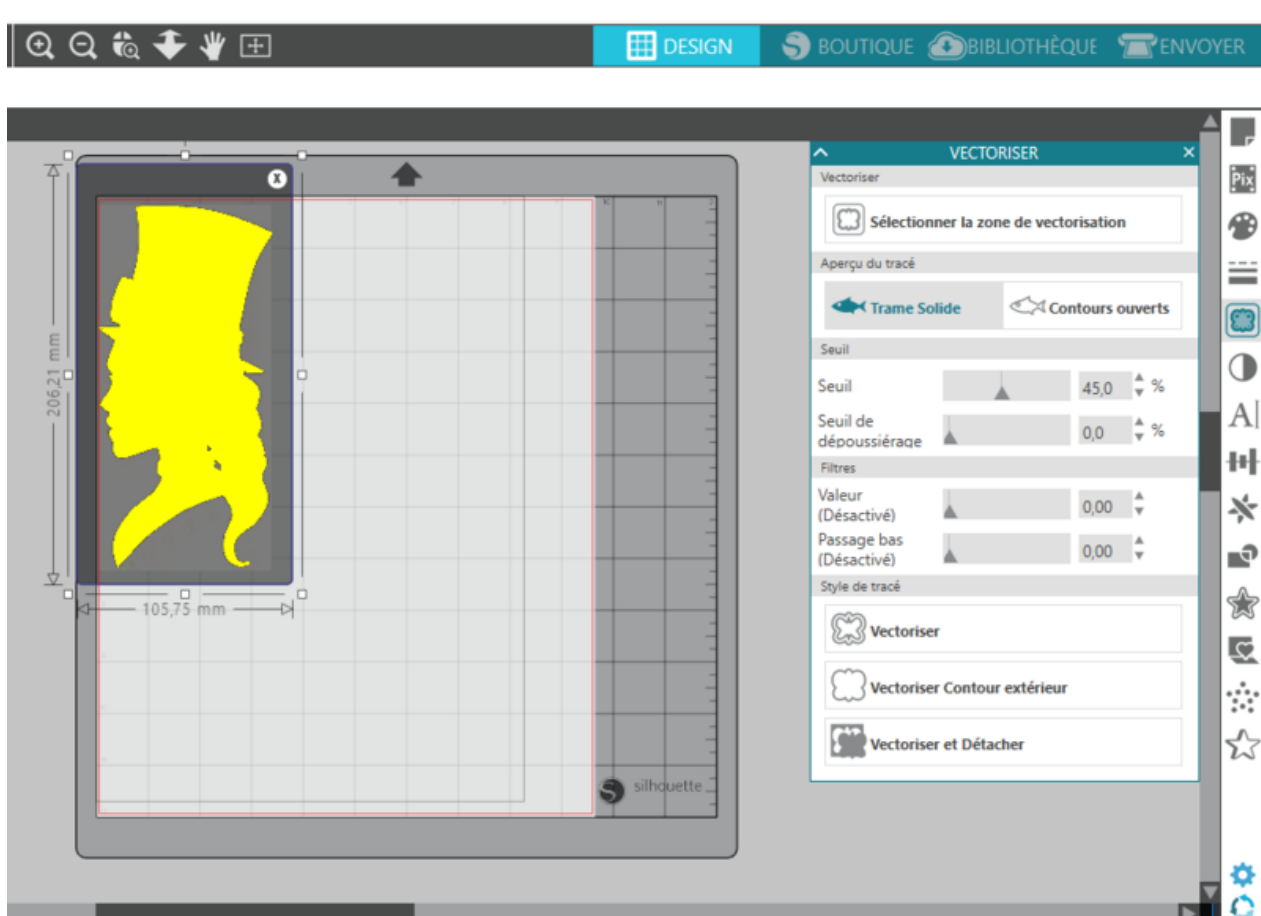 DESIGN
BOUTIQUE
BIBLIOTHÈQUE
ENVOYER
VECTORISER
Vectoriser
Sélectionner la zone de vectorisation
Aperçu du tracé
Trame Solide
Contours ouverts
Seuil
Seuil
45,0
%
Seuil de
dépoussiérage
0,0
%
Filtres
Valeur
(Désactivé)
0,00
Passage bas
(Désactivé)
0,00
Style de tracé
Vectoriser
Vectoriser Contour extérieur
Vectoriser et Détacher
X
206,21 mm
105,75 mm
silhouette
Pix
A